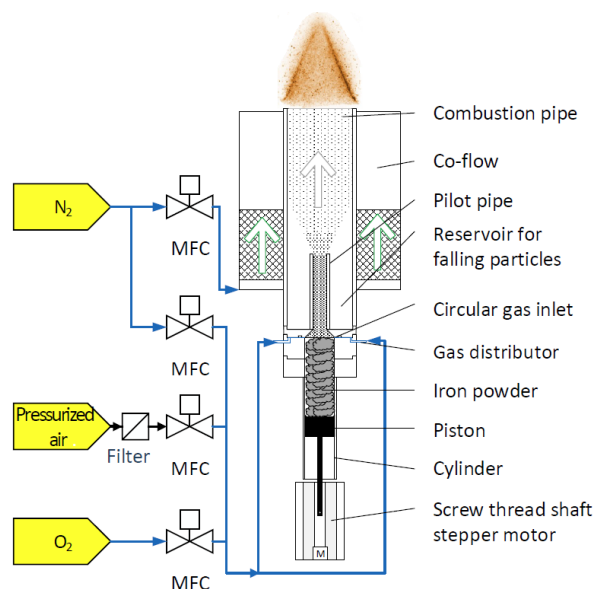 Combustion pipe
Co-flow
Pilot pipe
Reservoir for
falling particles
Circular gas inlet
Gas distributor
Iron powder
Piston
Cylinder
Screw thread shaft
stepper motor
M
N2
MFC
MFC
Pressurized
air
Filter
MFC
O2
MFC